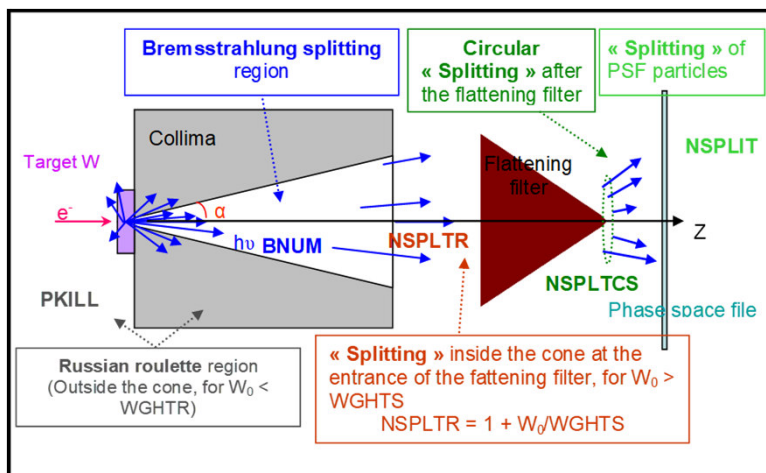 Bremsstrahlung splitting
region
Circular
« Splitting » after
the flattening filter
« Splitting » of
PSF particles
Collima
Target W
Flattening
filter
NSPLIT
e-
α
hυ BNUM
NSPLTR
Z
PKILL
NSPLTCS
Phase space file
Russian roulette region
(Outside the cone, for W0 <
WGHTR)
« Splitting » inside the cone at the
entrance of the fattening filter, for W0 >
WGHTS
NSPLTR = 1 + W0/WGHTS